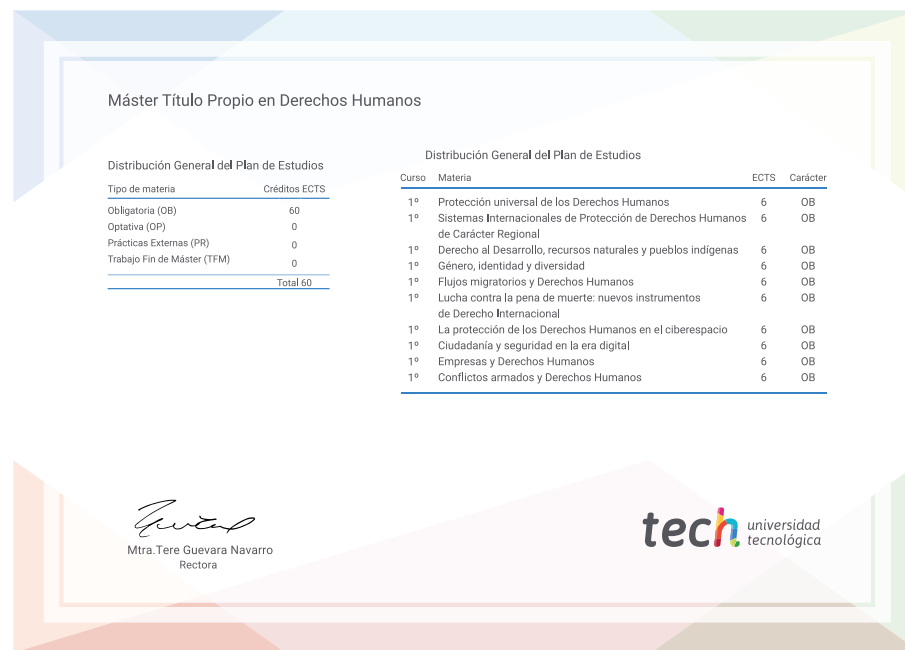 Máster Título Propio en Derechos Humanos
Distribución General del Plan de Estudios
Tipo de materia Créditos ECTS
Obligatoria (OB) 60
Optativa (OP) 0
Prácticas Externas (PR) 0
Trabajo Fin de Máster (TFM) 0
Total 60
Distribución General del Plan de Estudios
Curso Materia ECTS Carácter
1º Protección universal de los Derechos Humanos 6 OB
1º Sistemas Internacionales de Protección de Derechos Humanos 6 OB
de Carácter Regional
1º Derecho al Desarrollo, recursos naturales y pueblos indígenas 6 OB
1º Género, identidad y diversidad 6 OB
1º Flujos migratorios y Derechos Humanos 6 OB
1º Lucha contra la pena de muerte: nuevos instrumentos 6 OB
de Derecho Internacional
1º La protección de los Derechos Humanos en el ciberespacio 6 OB
1º Ciudadanía y seguridad en la era digital 6 OB
1º Empresas y Derechos Humanos 6 OB
1º Conflictos armados y Derechos Humanos 6 OB
Mtra.Tere Guevara Navarro
Rectora
tech universidad
tecnológica